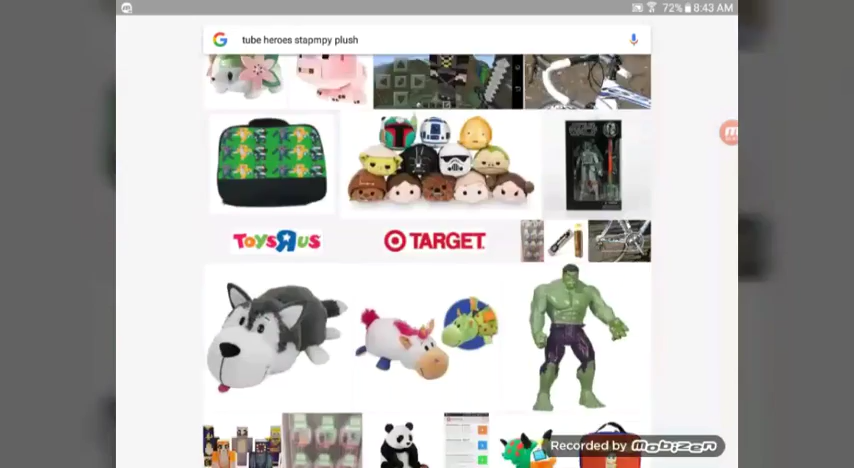 72% 8:43 AM
tube heroes stapmpy plush
TOYS R US
TARGET
Recorded by mobizen